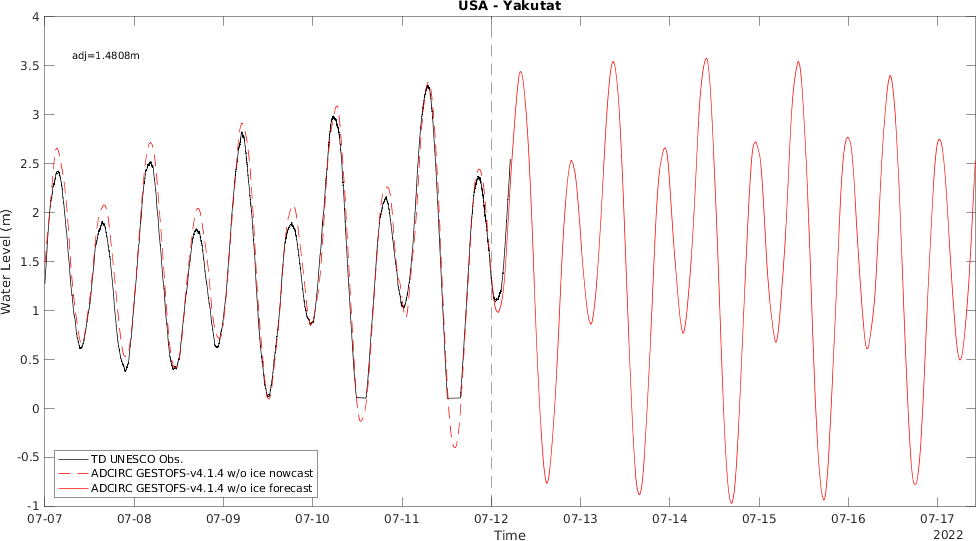 USA - Yakutat
adj=1.4808m
Water Level (m)
4
3.5
3
2.5
2
1.5
1
0.5
0
-0.5
-1
TD UNESCO Obs.
ADCIRC GESTOFS-v4.1.4 w/o ice nowcast
ADCIRC GESTOFS-v4.1.4 w/o ice forecast
07-07 07-08 07-09 07-10 07-11 07-12 07-13 07-14 07-15 07-16 07-17
Time
2022